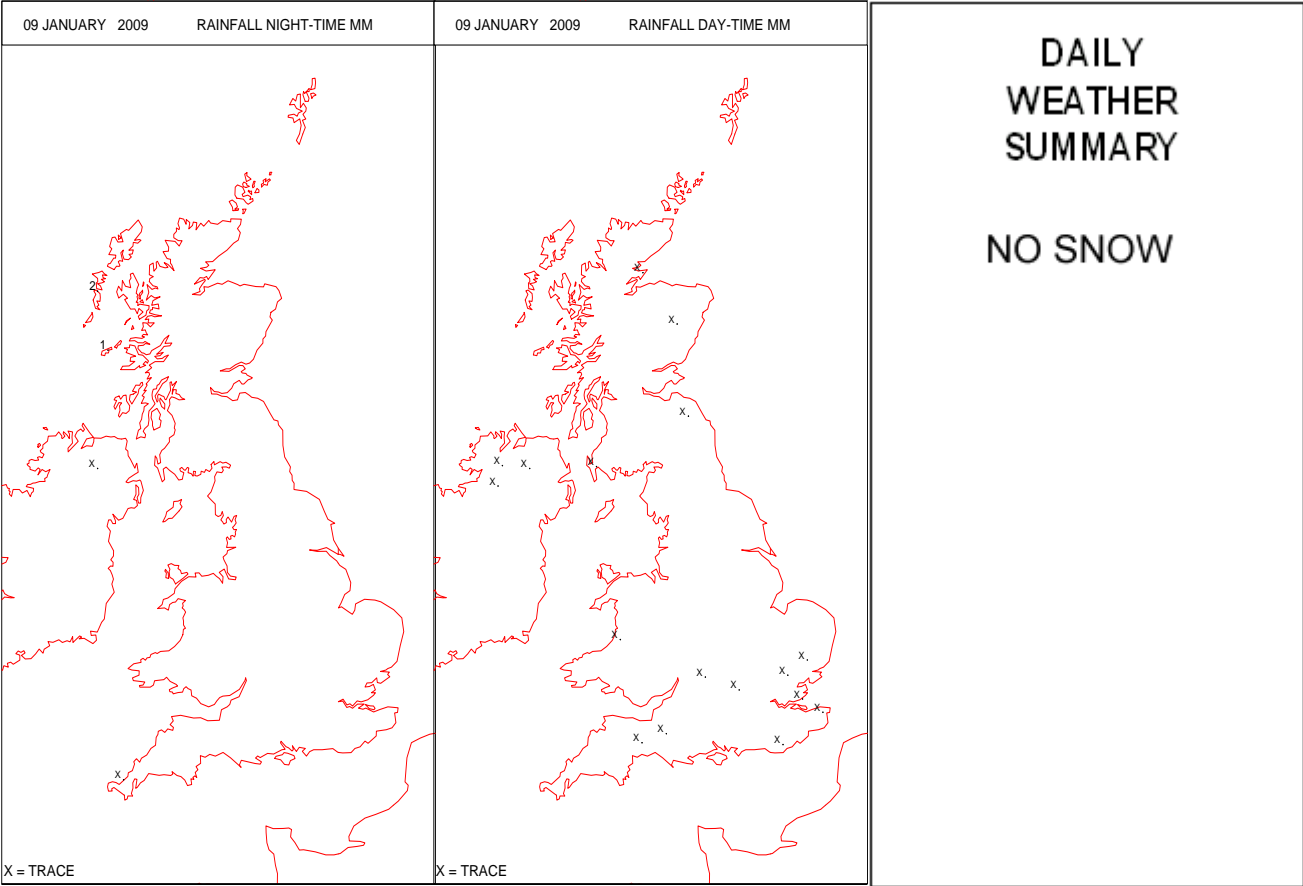 09 JANUARY 2009 RAINFALL NIGHT-TIME MM
2
1
X.
X.
X = TRACE
09 JANUARY 2009 RAINFALL DAY-TIME MM
X
X.
X.
X. X. X
X.
X.
X.
X. X.
X.
X.
X.
X.
X. X.
X = TRACE
DAILY
WEATHER
SUMMARY
NO SNOW